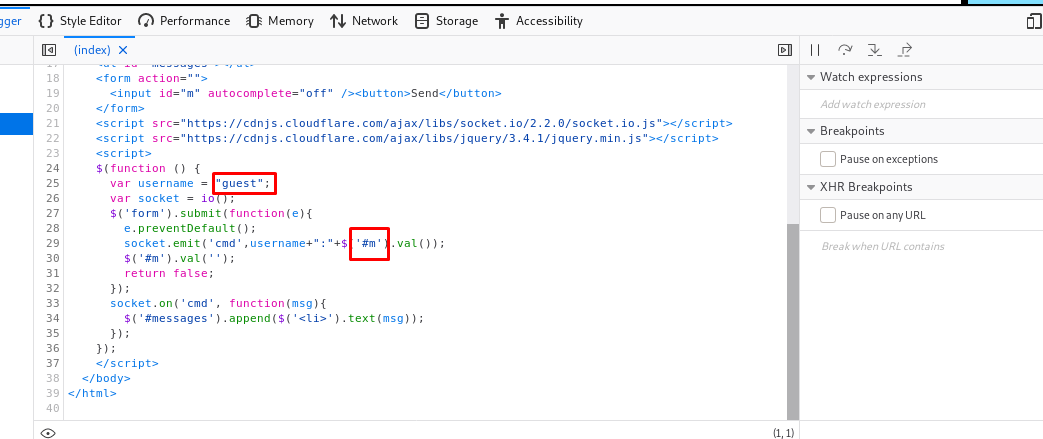 gger Style Editor Performance Memory Network Storage Accessibility
(index)
18 <form action="">
19 <input id="m" autocomplete="off" /><button>Send</button>
20 </form>
21 <script src="https://cdnjs.cloudflare.com/ajax/libs/socket.io/2.2.0/socket.io.js"></script>
22 <script src="https://cdnjs.cloudflare.com/ajax/libs/jquery/3.4.1/jquery.min.js"></script>
23 <script>
24 $(function () {
25 var username = "guest";
26 var socket = io();
27 $('form').submit(function(e){
28 e.preventDefault();
29 socket.emit('cmd',username+":"+$('#m').val());
30 $('#m').val('');
31 return false;
32 });
33 socket.on('cmd', function(msg){
34 $('#messages').append($('<li>').text(msg));
35 });
36 });
37 </script>
38 </body>
39 </html>
40
(1, 1)
Watch expressions
Add watch expression
Breakpoints
Pause on exceptions
XHR Breakpoints
Pause on any URL
Break when URL contains